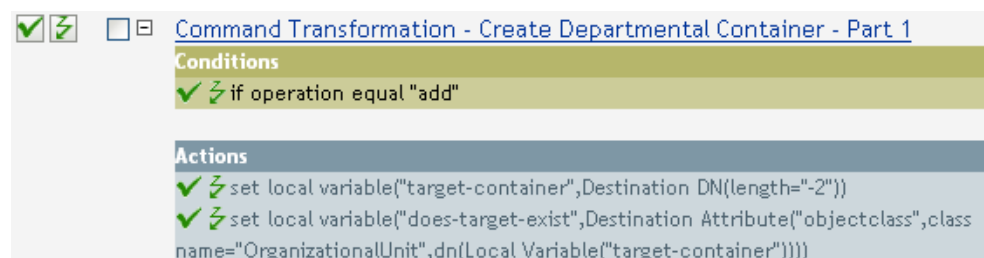 Command Transformation - Create Departmental Container - Part 1
Conditions
if operation equal "add"
Actions
set local variable("target-container",Destination DN(length="-2"))
set local variable("does-target-exist",Destination Attribute("objectclass",class
name="OrganizationalUnit",dn(Local Variable("target-container"))))